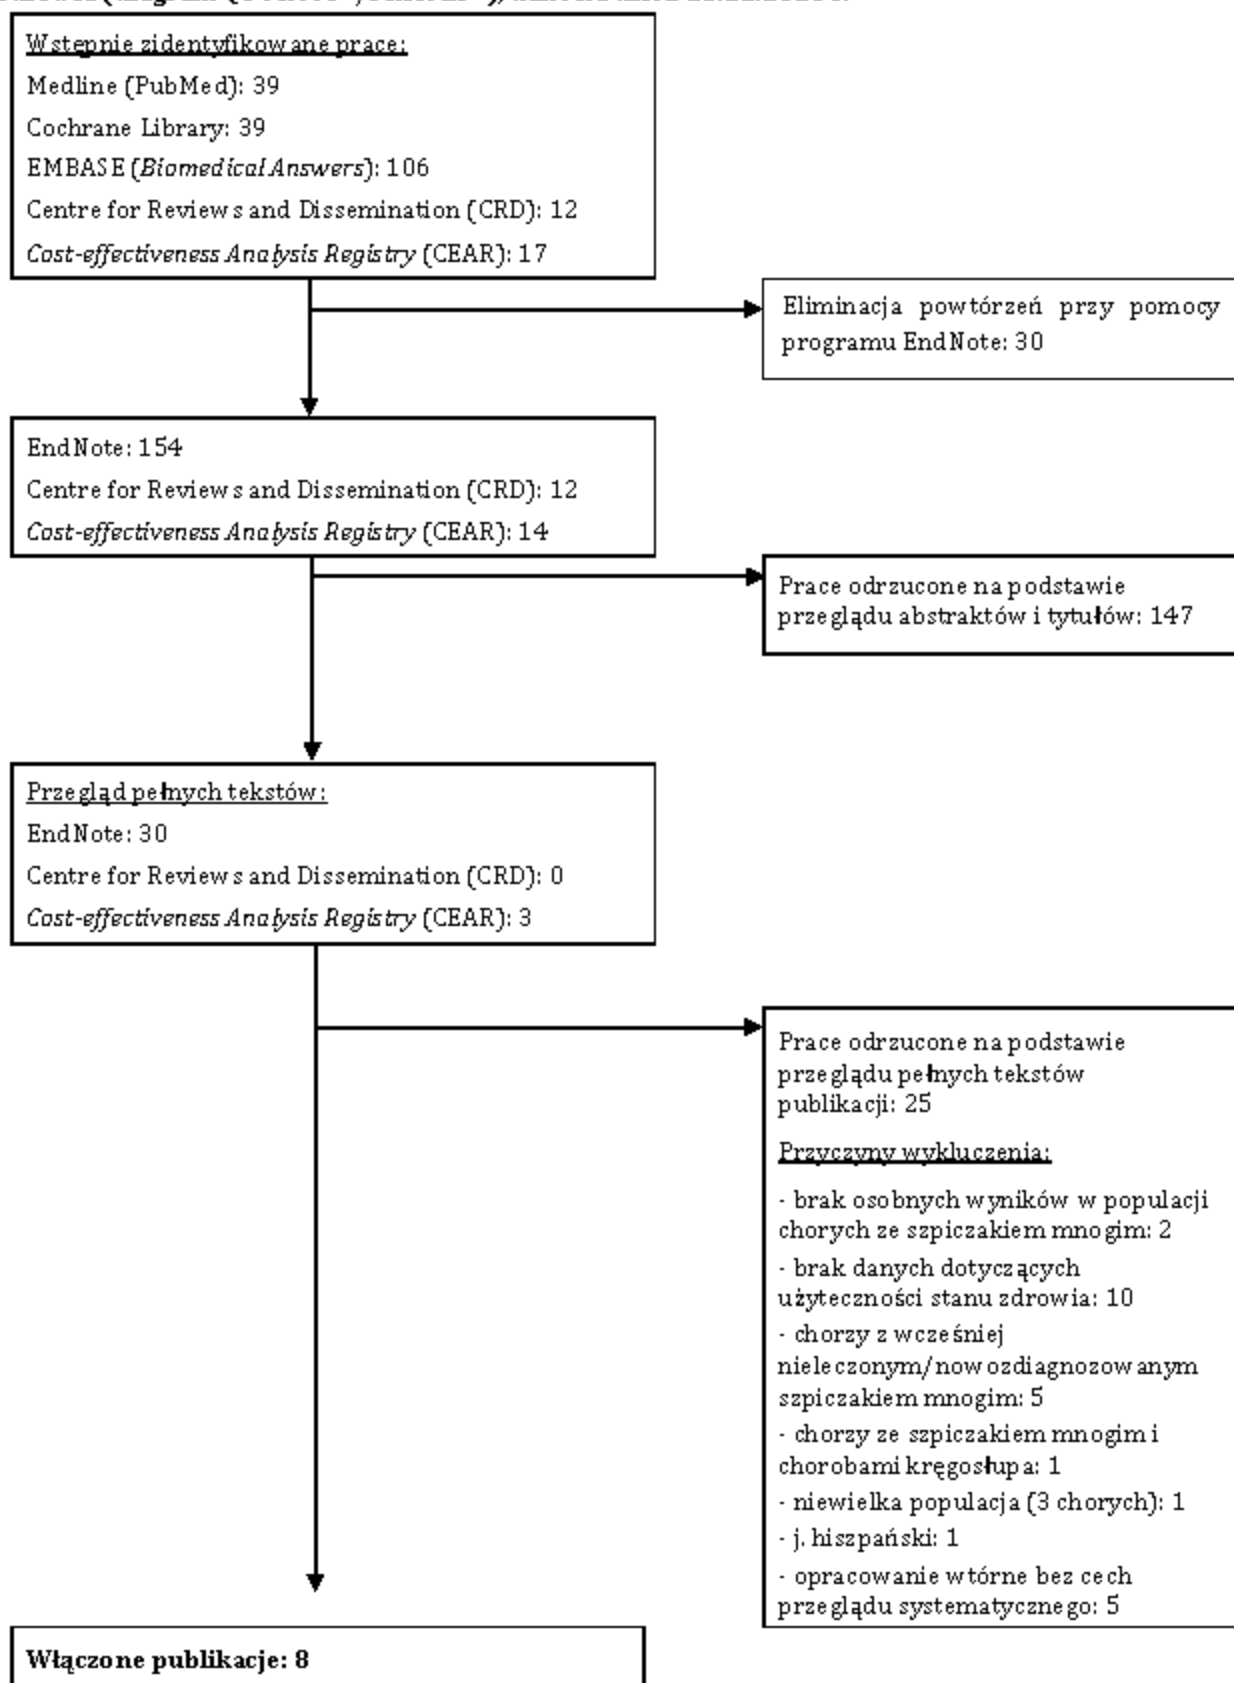 Wstępnie zidentyfikowane prace:
Medline (PubMed): 39
Cochrane Library: 39
EMBASE (Biomedical Answers): 106
Centre for Reviews and Dissemination (CRD): 12
Cost-effectiveness Analysis Registry (CEAR): 17
Eliminacja powtórzeń przy pomocy
programu EndNote: 30
EndNote: 154
Centre for Reviews and Dissemination (CRD): 12
Cost-effectiveness Analysis Registry (CEAR): 14
Prace odrzucone na podstawie
przeglądu abstraktów i tytułów: 147
Przegląd pełnych tekstów:
EndNote: 30
Centre for Reviews and Dissemination (CRD): 0
Cost-effectiveness Analysis Registry (CEAR): 3
Prace odrzucone na podstawie
przeglądu pełnych tekstów
publikacji: 25
Przyczyny wykluczenia:
- brak osobnych wyników w populacji
chorych ze szpiczakiem mnogim: 2
- brak danych dotyczących
użyteczności stanu zdrowia: 10
- chorzy z wcześniej
nieleczonym/nowozdiagnozowanym
szpiczakiem mnogim: 5
- chorzy ze szpiczakiem mnogim i
chorobami kręgosłupa: 1
- niewielka populacja (3 chorych): 1
- j. hiszpański: 1
- opracowanie wtórne bez cech
przeglądu systematycznego: 5
Włączone publikacje: 8